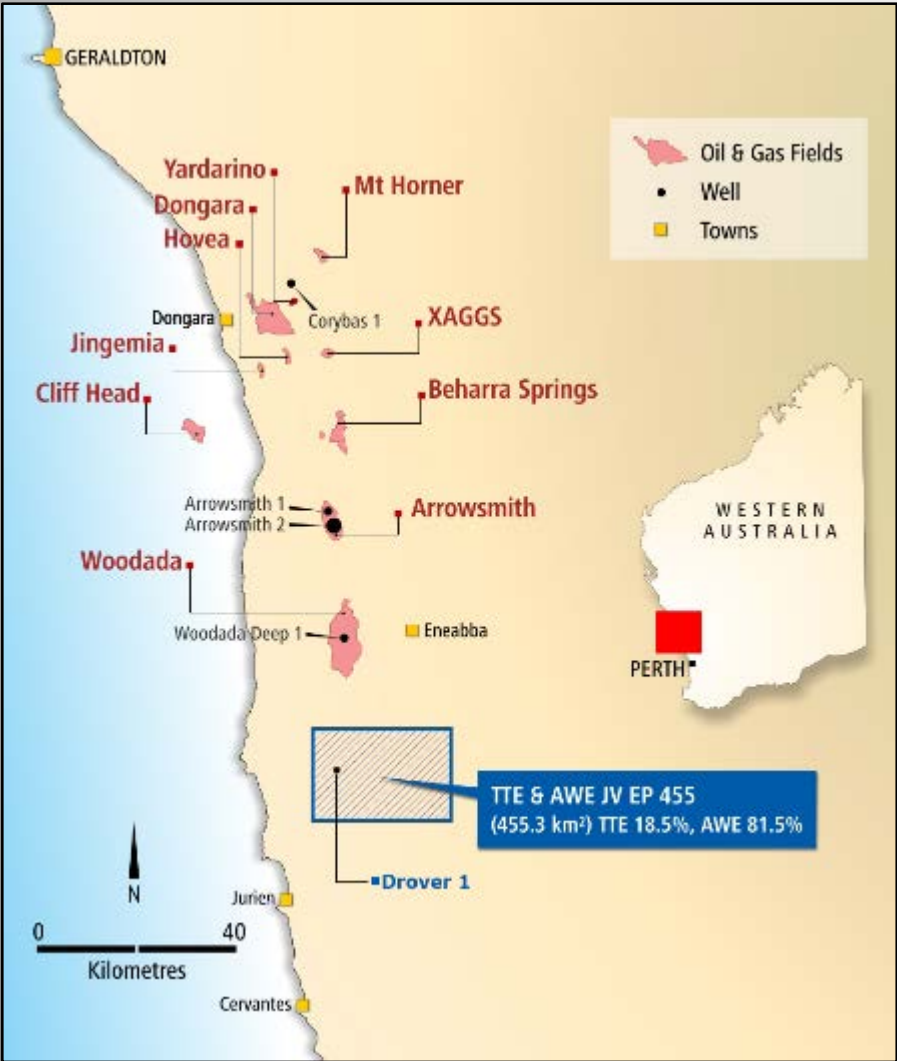 GERALDTON
Yardarino
Mt Horner
Dongara
Hovea
Oil & Gas Fields
Well
Towns
Dongara
Corybas 1
XAGGS
Jingemia
Cliff Head
Beharra Springs
Arrowsmith 1
Arrowsmith 2
Arrowsmith
WESTERN
AUSTRALIA
Woodada
Woodada Deep 1
Eneabba
PERTH
TTE & AWE JV EP 455
(455.3 km²) TTE 18.5%, AWE 81.5%
Drover 1
N
Jurien
0 40
Kilometres
Cervantes